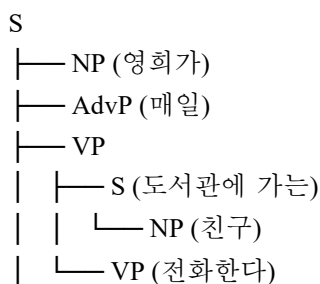 S
├── NP (영희가)
├── AdvP (매일)
├── VP
│ ├── S (도서관에 가는)
│ │ └── NP (친구)
│ └── VP (전화한다)